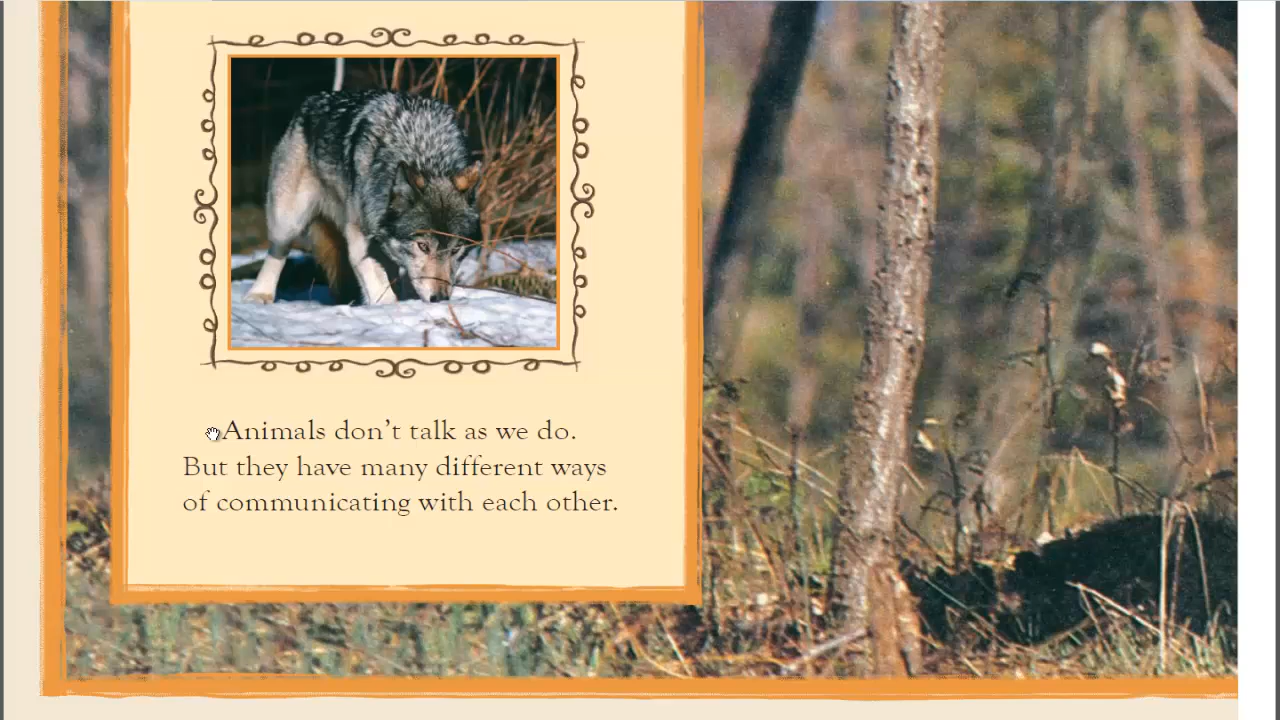 Animals don't talk as we do.
But they have many different ways
of communicating with each other.